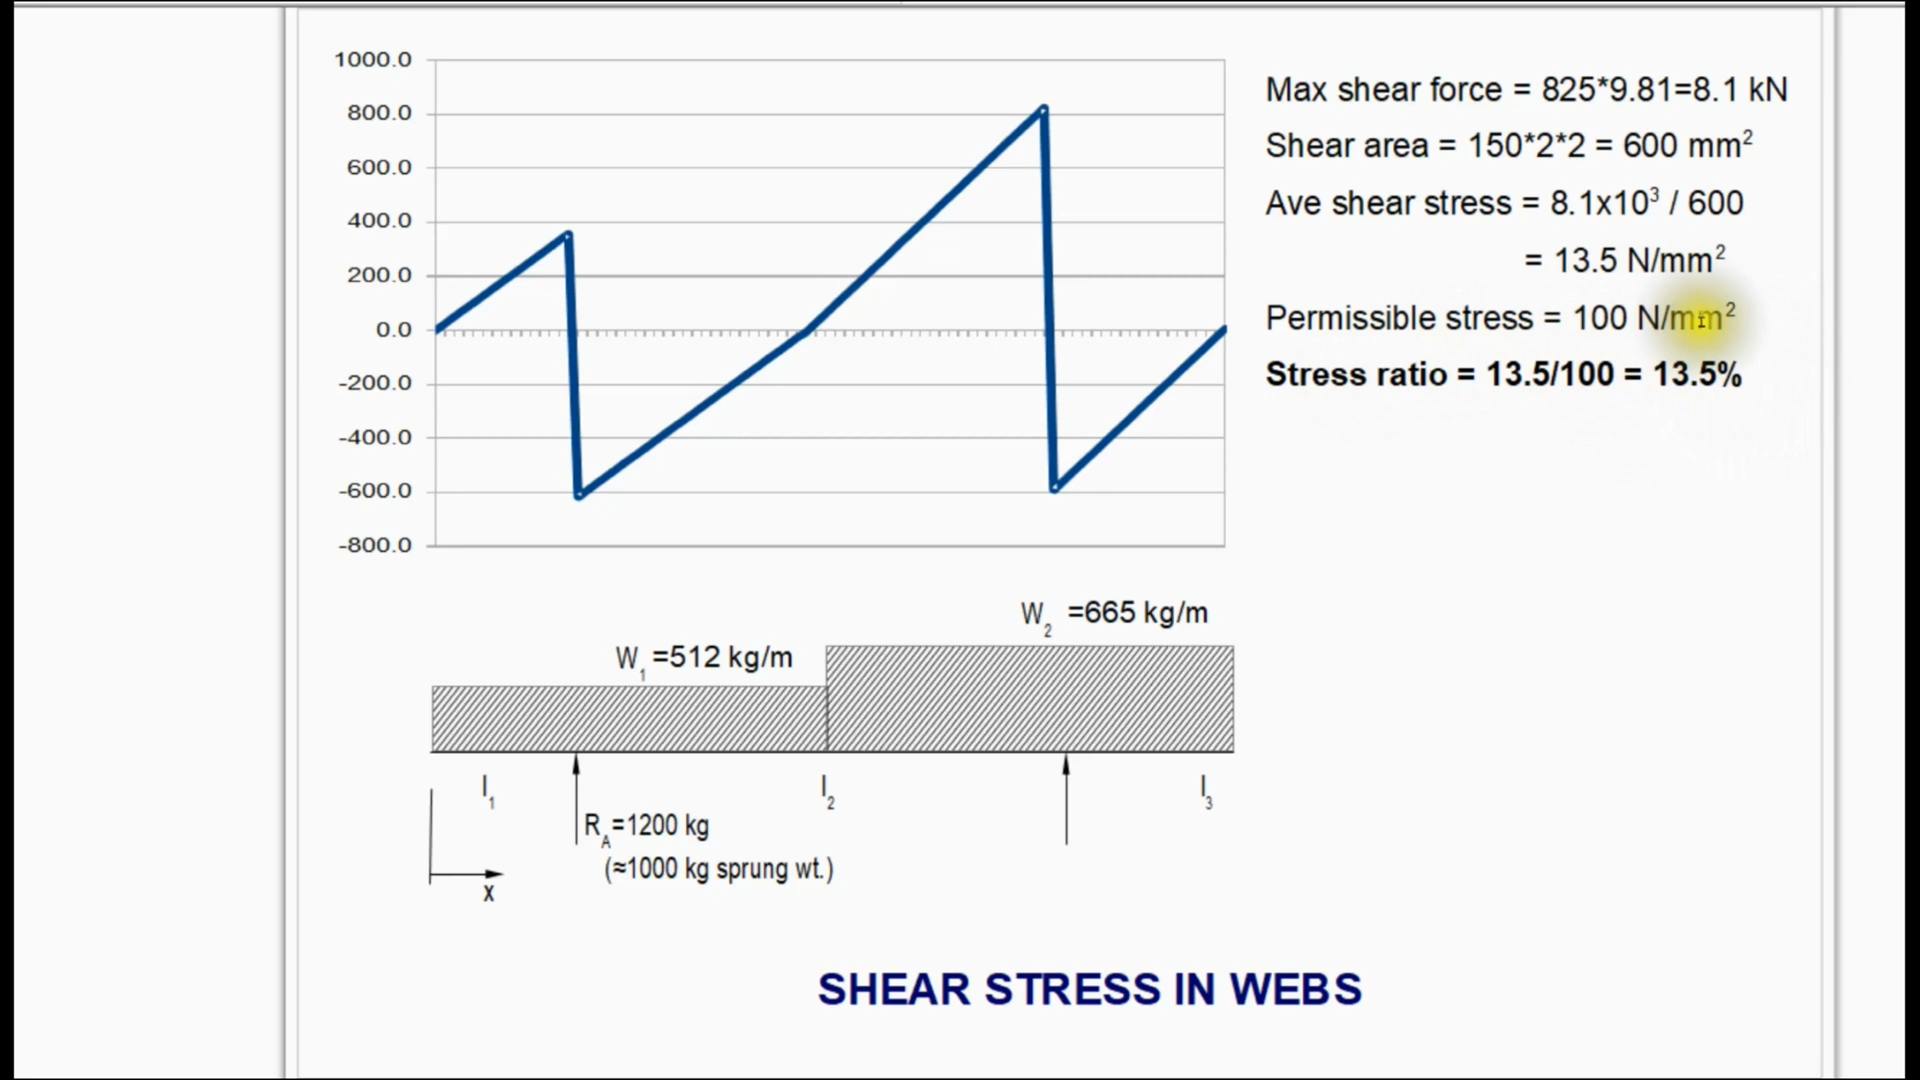 1000.0
800.0
600.0
400.0
200.0
0.0
-200.0
-400.0
-600.0
-800.0
Max shear force = 825*9.81=8.1 kN
Shear area = 150*2*2 = 600 mm²
Ave shear stress = 8.1x10³ / 600
= 13.5 N/mm²
Permissible stress = 100 N/mm²
Stress ratio = 13.5/100 = 13.5%
W₂ =665 kg/m
W₁ =512 kg/m
l₁
l₂
l₃
R_A=1200 kg
(≈1000 kg sprung wt.)
x
SHEAR STRESS IN WEBS